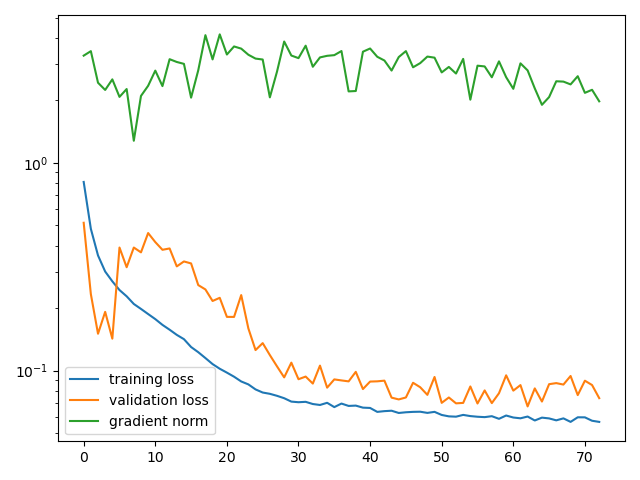 10⁰
10⁻¹
training loss
validation loss
gradient norm
0 10 20 30 40 50 60 70